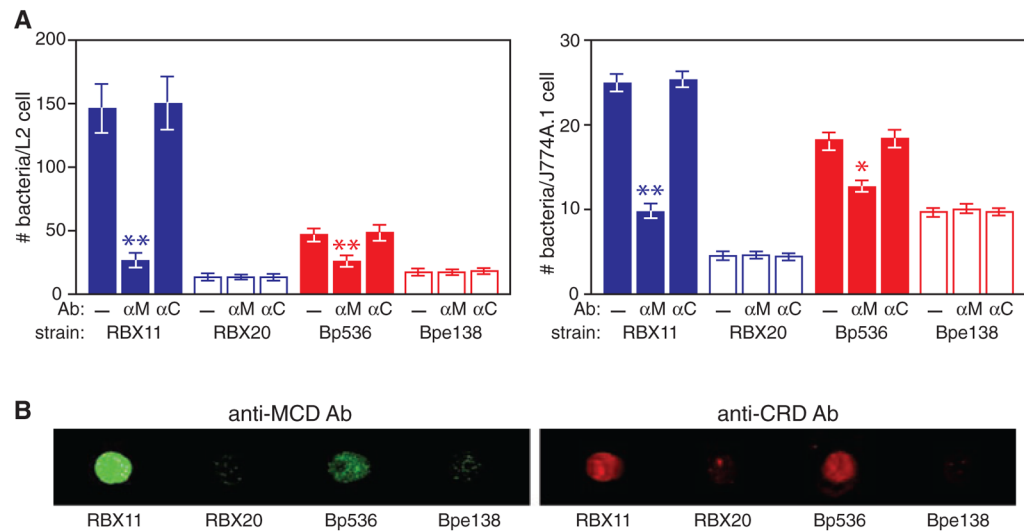 A
200
150
100
50
0
# bacteria/L2 cell
** **
Ab: – αM αC – αM αC – αM αC – αM αC
strain: RBX11 RBX20 Bp536 Bpe138
30
20
10
0
# bacteria/J774A.1 cell
** *
Ab: – αM αC – αM αC – αM αC – αM αC
strain: RBX11 RBX20 Bp536 Bpe138
B
anti-MCD Ab
RBX11 RBX20 Bp536 Bpe138
anti-CRD Ab
RBX11 RBX20 Bp536 Bpe138